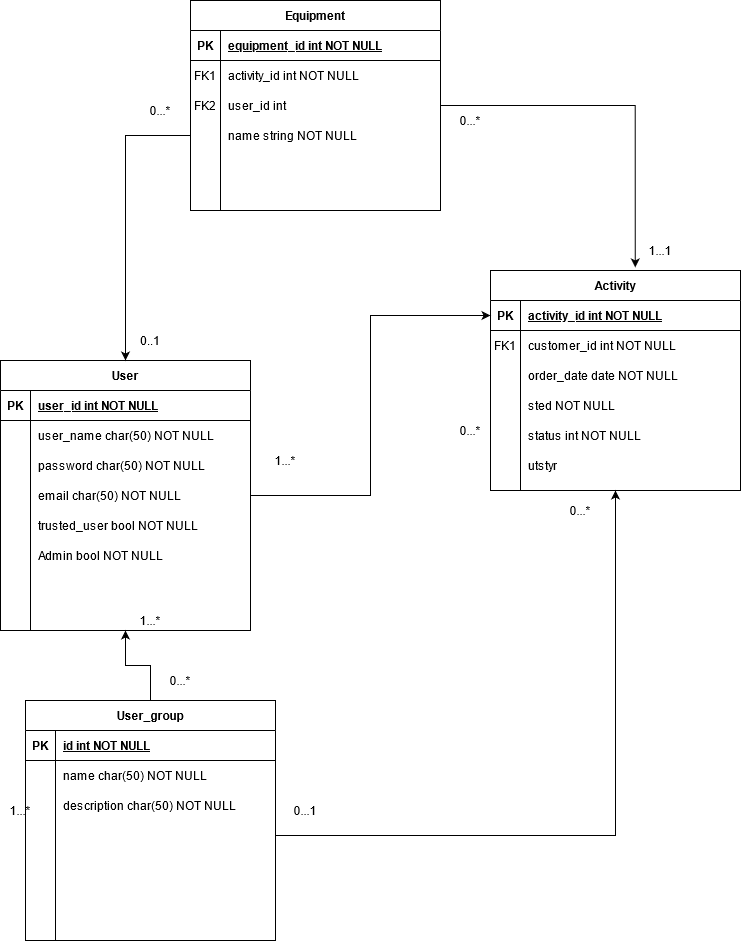 Equipment
PK equipment_id int NOT NULL
FK1 activity_id int NOT NULL
FK2 user_id int
name string NOT NULL
0...*
0...*
1...1
0..1
Activity
PK activity_id int NOT NULL
FK1 customer_id int NOT NULL
order_date date NOT NULL
sted NOT NULL
status int NOT NULL
utstyr
User
PK user_id int NOT NULL
user_name char(50) NOT NULL
password char(50) NOT NULL
email char(50) NOT NULL
trusted_user bool NOT NULL
Admin bool NOT NULL
0...*
1...*
0...*
1...*
0...*
User_group
PK id int NOT NULL
name char(50) NOT NULL
description char(50) NOT NULL
1...*
0...1